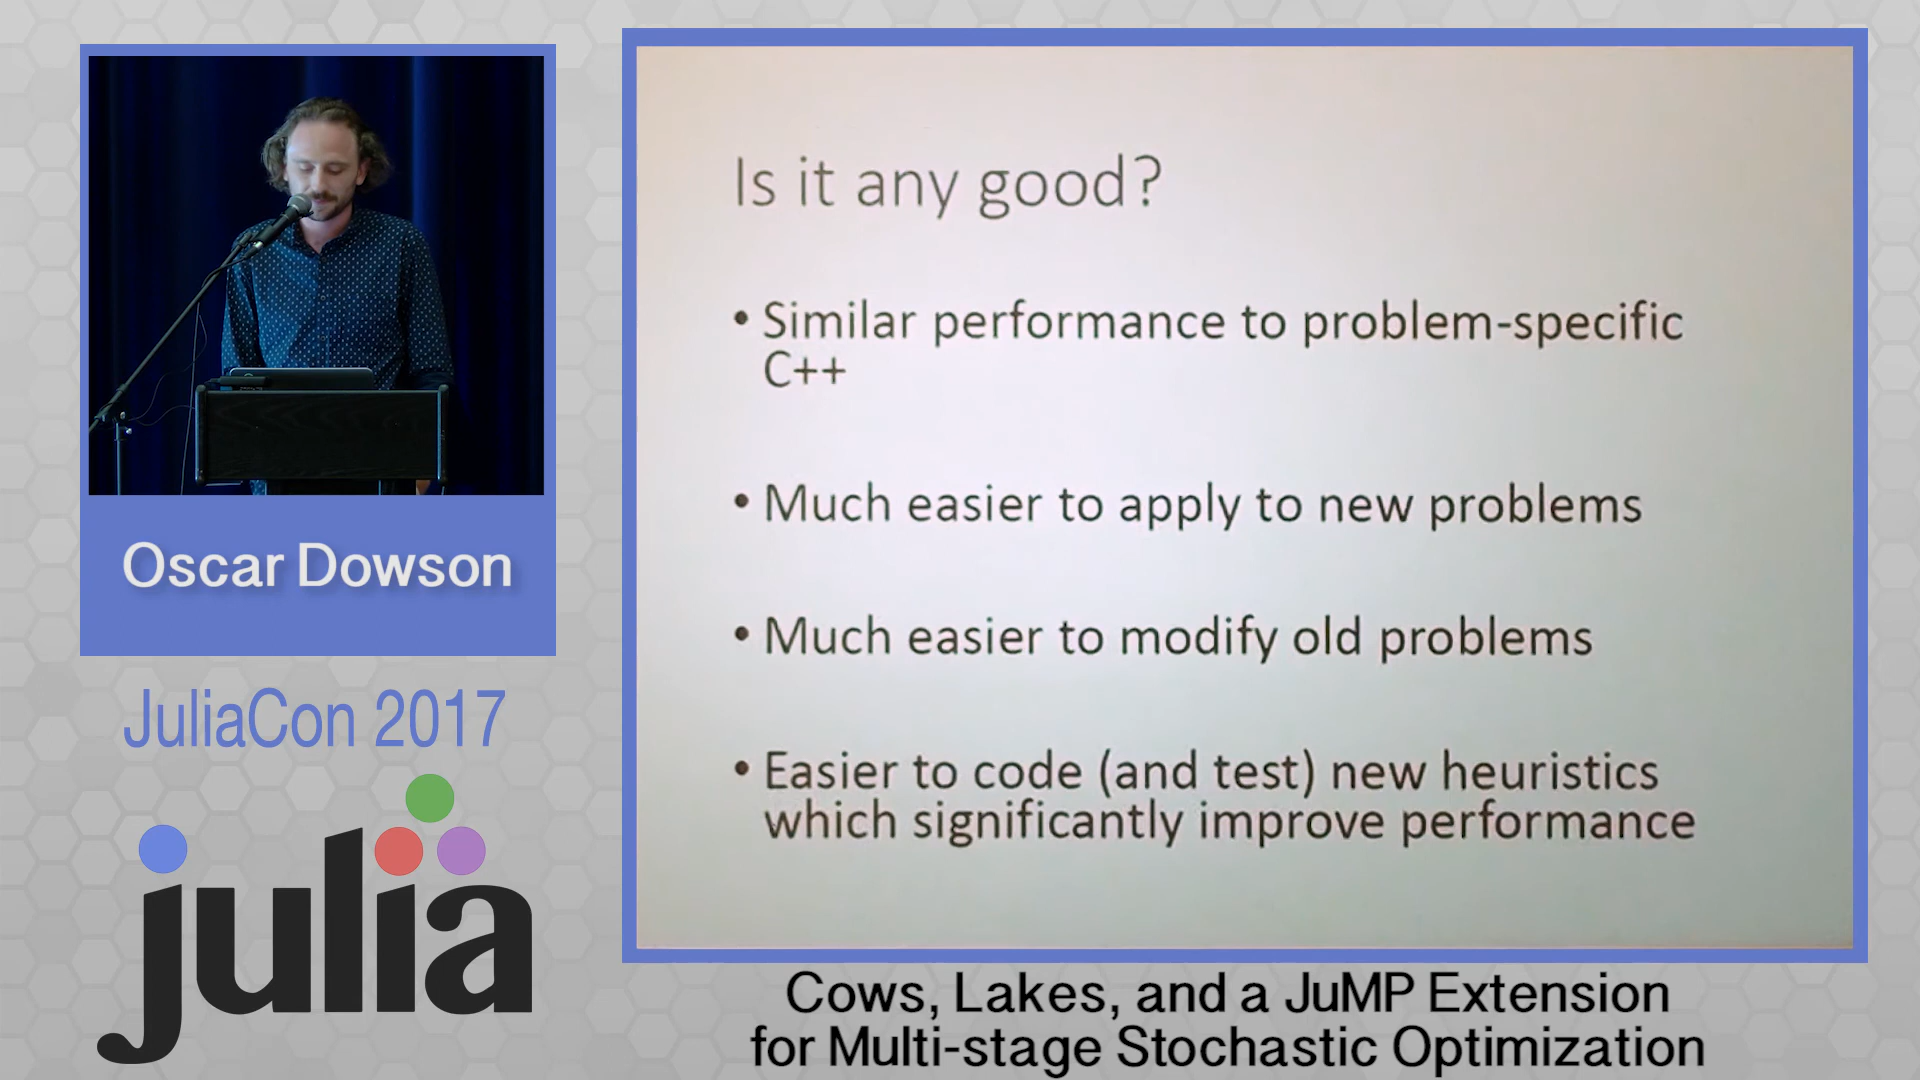 Oscar Dowson
JuliaCon 2017
julia
Is it any good?
• Similar performance to problem-specific
C++
• Much easier to apply to new problems
• Much easier to modify old problems
• Easier to code (and test) new heuristics
which significantly improve performance
Cows, Lakes, and a JuMP Extension
for Multi-stage Stochastic Optimization